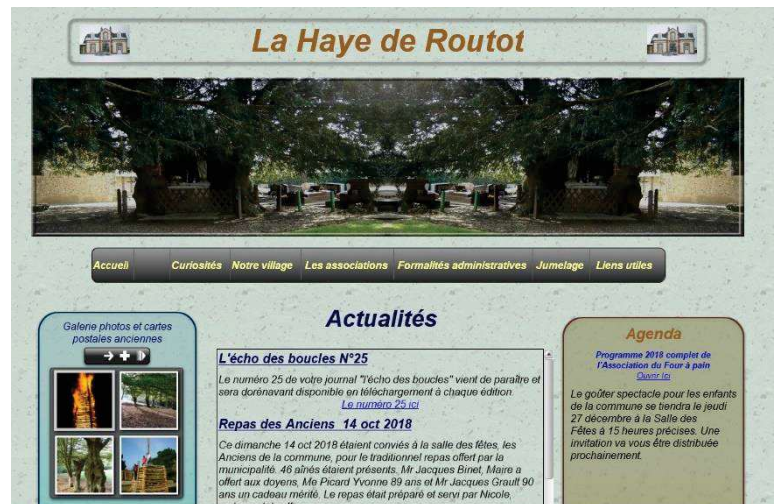 La Haye de Routot
Accueil Curiosités Notre village Les associations Formalités administratives Jumelage Liens utiles
Galerie photos et cartes
postales anciennes
Actualités
L'écho des boucles N°25
Le numéro 25 de votre journal "l'écho des boucles" vient de paraître et
sera dorénavant disponible en téléchargement à chaque édition.
Le numéro 25 ici
Repas des Anciens 14 oct 2018
Ce dimanche 14 oct 2018 étaient conviés à la salle des fêtes, les
Anciens de la commune, pour le traditionnel repas offert par la
municipalité. 46 aînés étaient présents. Mr Jacques Binet, Maire a
offert aux doyens, Me Picard Yvonne 89 ans et Mr Jacques Grault 90
ans un cadeau mérité. Le repas était préparé et servi par Nicole,
Agenda
Programme 2018 complet de
l'Association du Four à pain
Ouvrir ici
Le goûter spectacle pour les enfants
de la commune se tiendra le jeudi
27 décembre à la Salle des
Fêtes à 15 heures précises. Une
invitation va vous être distribuée
prochainement.